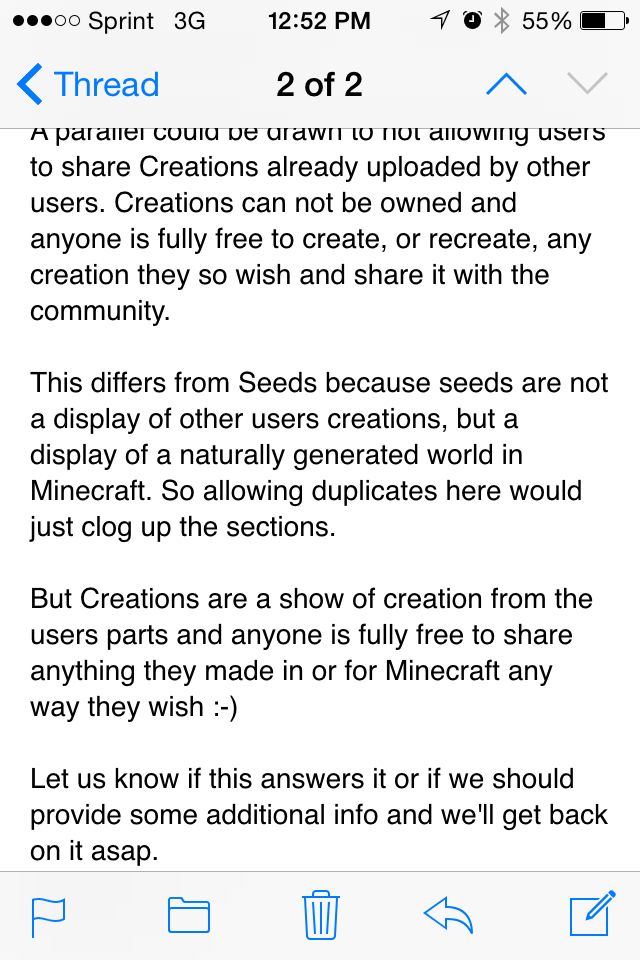 Sprint 3G 12:52 PM 55%
Thread 2 of 2
A parallel could be drawn to not allowing users
to share Creations already uploaded by other
users. Creations can not be owned and
anyone is fully free to create, or recreate, any
creation they so wish and share it with the
community.
This differs from Seeds because seeds are not
a display of other users creations, but a
display of a naturally generated world in
Minecraft. So allowing duplicates here would
just clog up the sections.
But Creations are a show of creation from the
users parts and anyone is fully free to share
anything they made in or for Minecraft any
way they wish :-)
Let us know if this answers it or if we should
provide some additional info and we'll get back
on it asap.